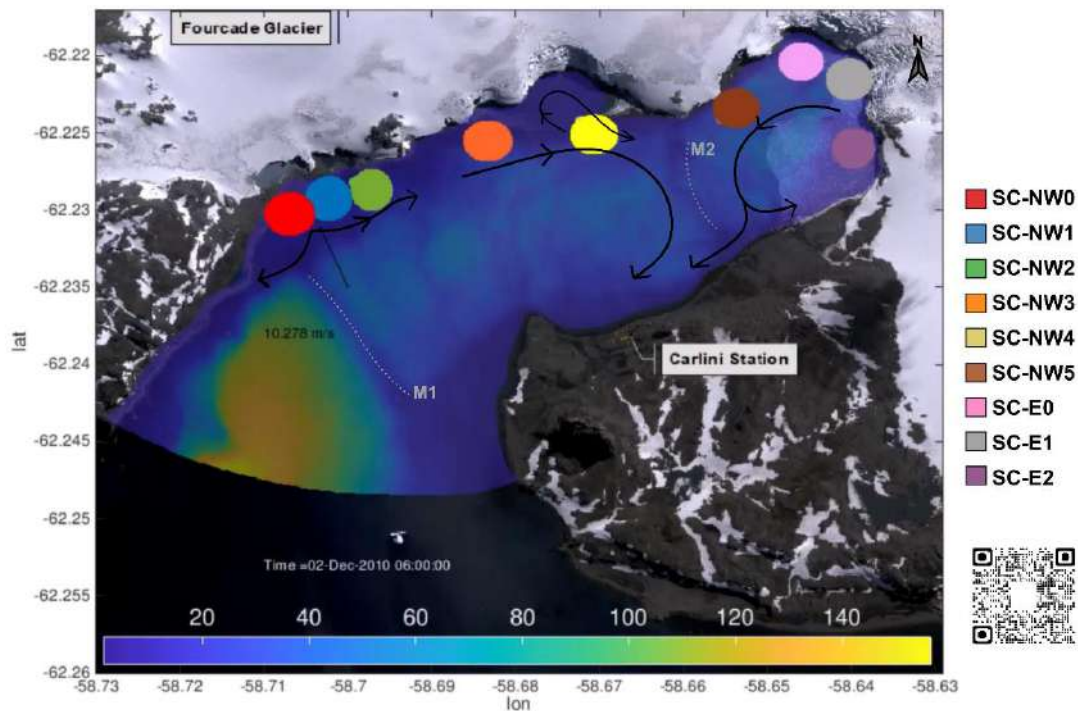 Fourcade Glacier
-62.22
-62.225
-62.23
-62.235
-62.24
-62.245
-62.25
-62.255
-62.26
lat
N
M2
10.278 m/s
M1
Carlini Station
Time =02-Dec-2010 06:00:00
20 40 60 80 100 120 140
-58.73 -58.72 -58.71 -58.7 -58.69 -58.68 -58.67 -58.66 -58.65 -58.64 -58.63
lon
SC-NW0
SC-NW1
SC-NW2
SC-NW3
SC-NW4
SC-NW5
SC-E0
SC-E1
SC-E2